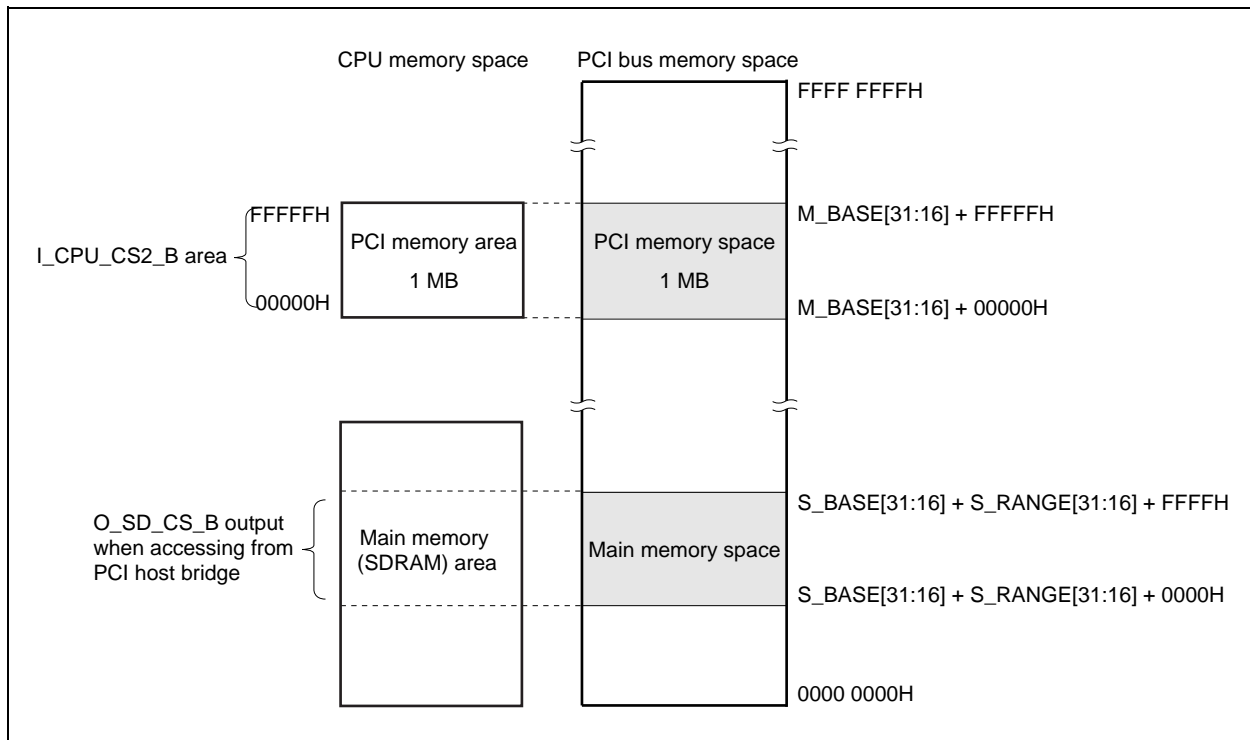 CPU memory space
PCI bus memory space
FFFF FFFFH
FFFFFH
M_BASE[31:16] + FFFFFH
PCI memory area
PCI memory space
I_CPU_CS2_B area
1 MB
1 MB
00000H
M_BASE[31:16] + 00000H
S_BASE[31:16] + S_RANGE[31:16] + FFFFH
O_SD_CS_B output
when accessing from
PCI host bridge
Main memory
(SDRAM) area
Main memory space
S_BASE[31:16] + S_RANGE[31:16] + 0000H
0000 0000H